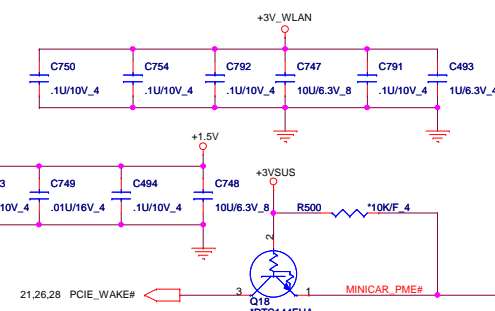 +3V_WLAN
C750 C754 C792 C747 C791 C493
.1U/10V_4 .1U/10V_4 .1U/10V_4 10U/6.3V_8 .1U/10V_4 1U/6.3V_4
+1.5V
3 C749 C494 C748
10V_4 .01U/16V_4 .1U/10V_4 10U/6.3V_8
+3VSUS
R500 *10K/F_4
2
21,26,28 PCIE_WAKE# 3 1 MINICAR_PME#
Q18